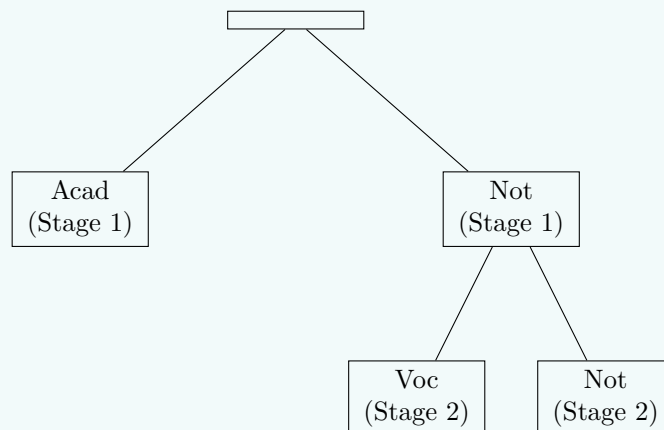 Acad
(Stage 1)
Not
(Stage 1)
Voc
(Stage 2)
Not
(Stage 2)